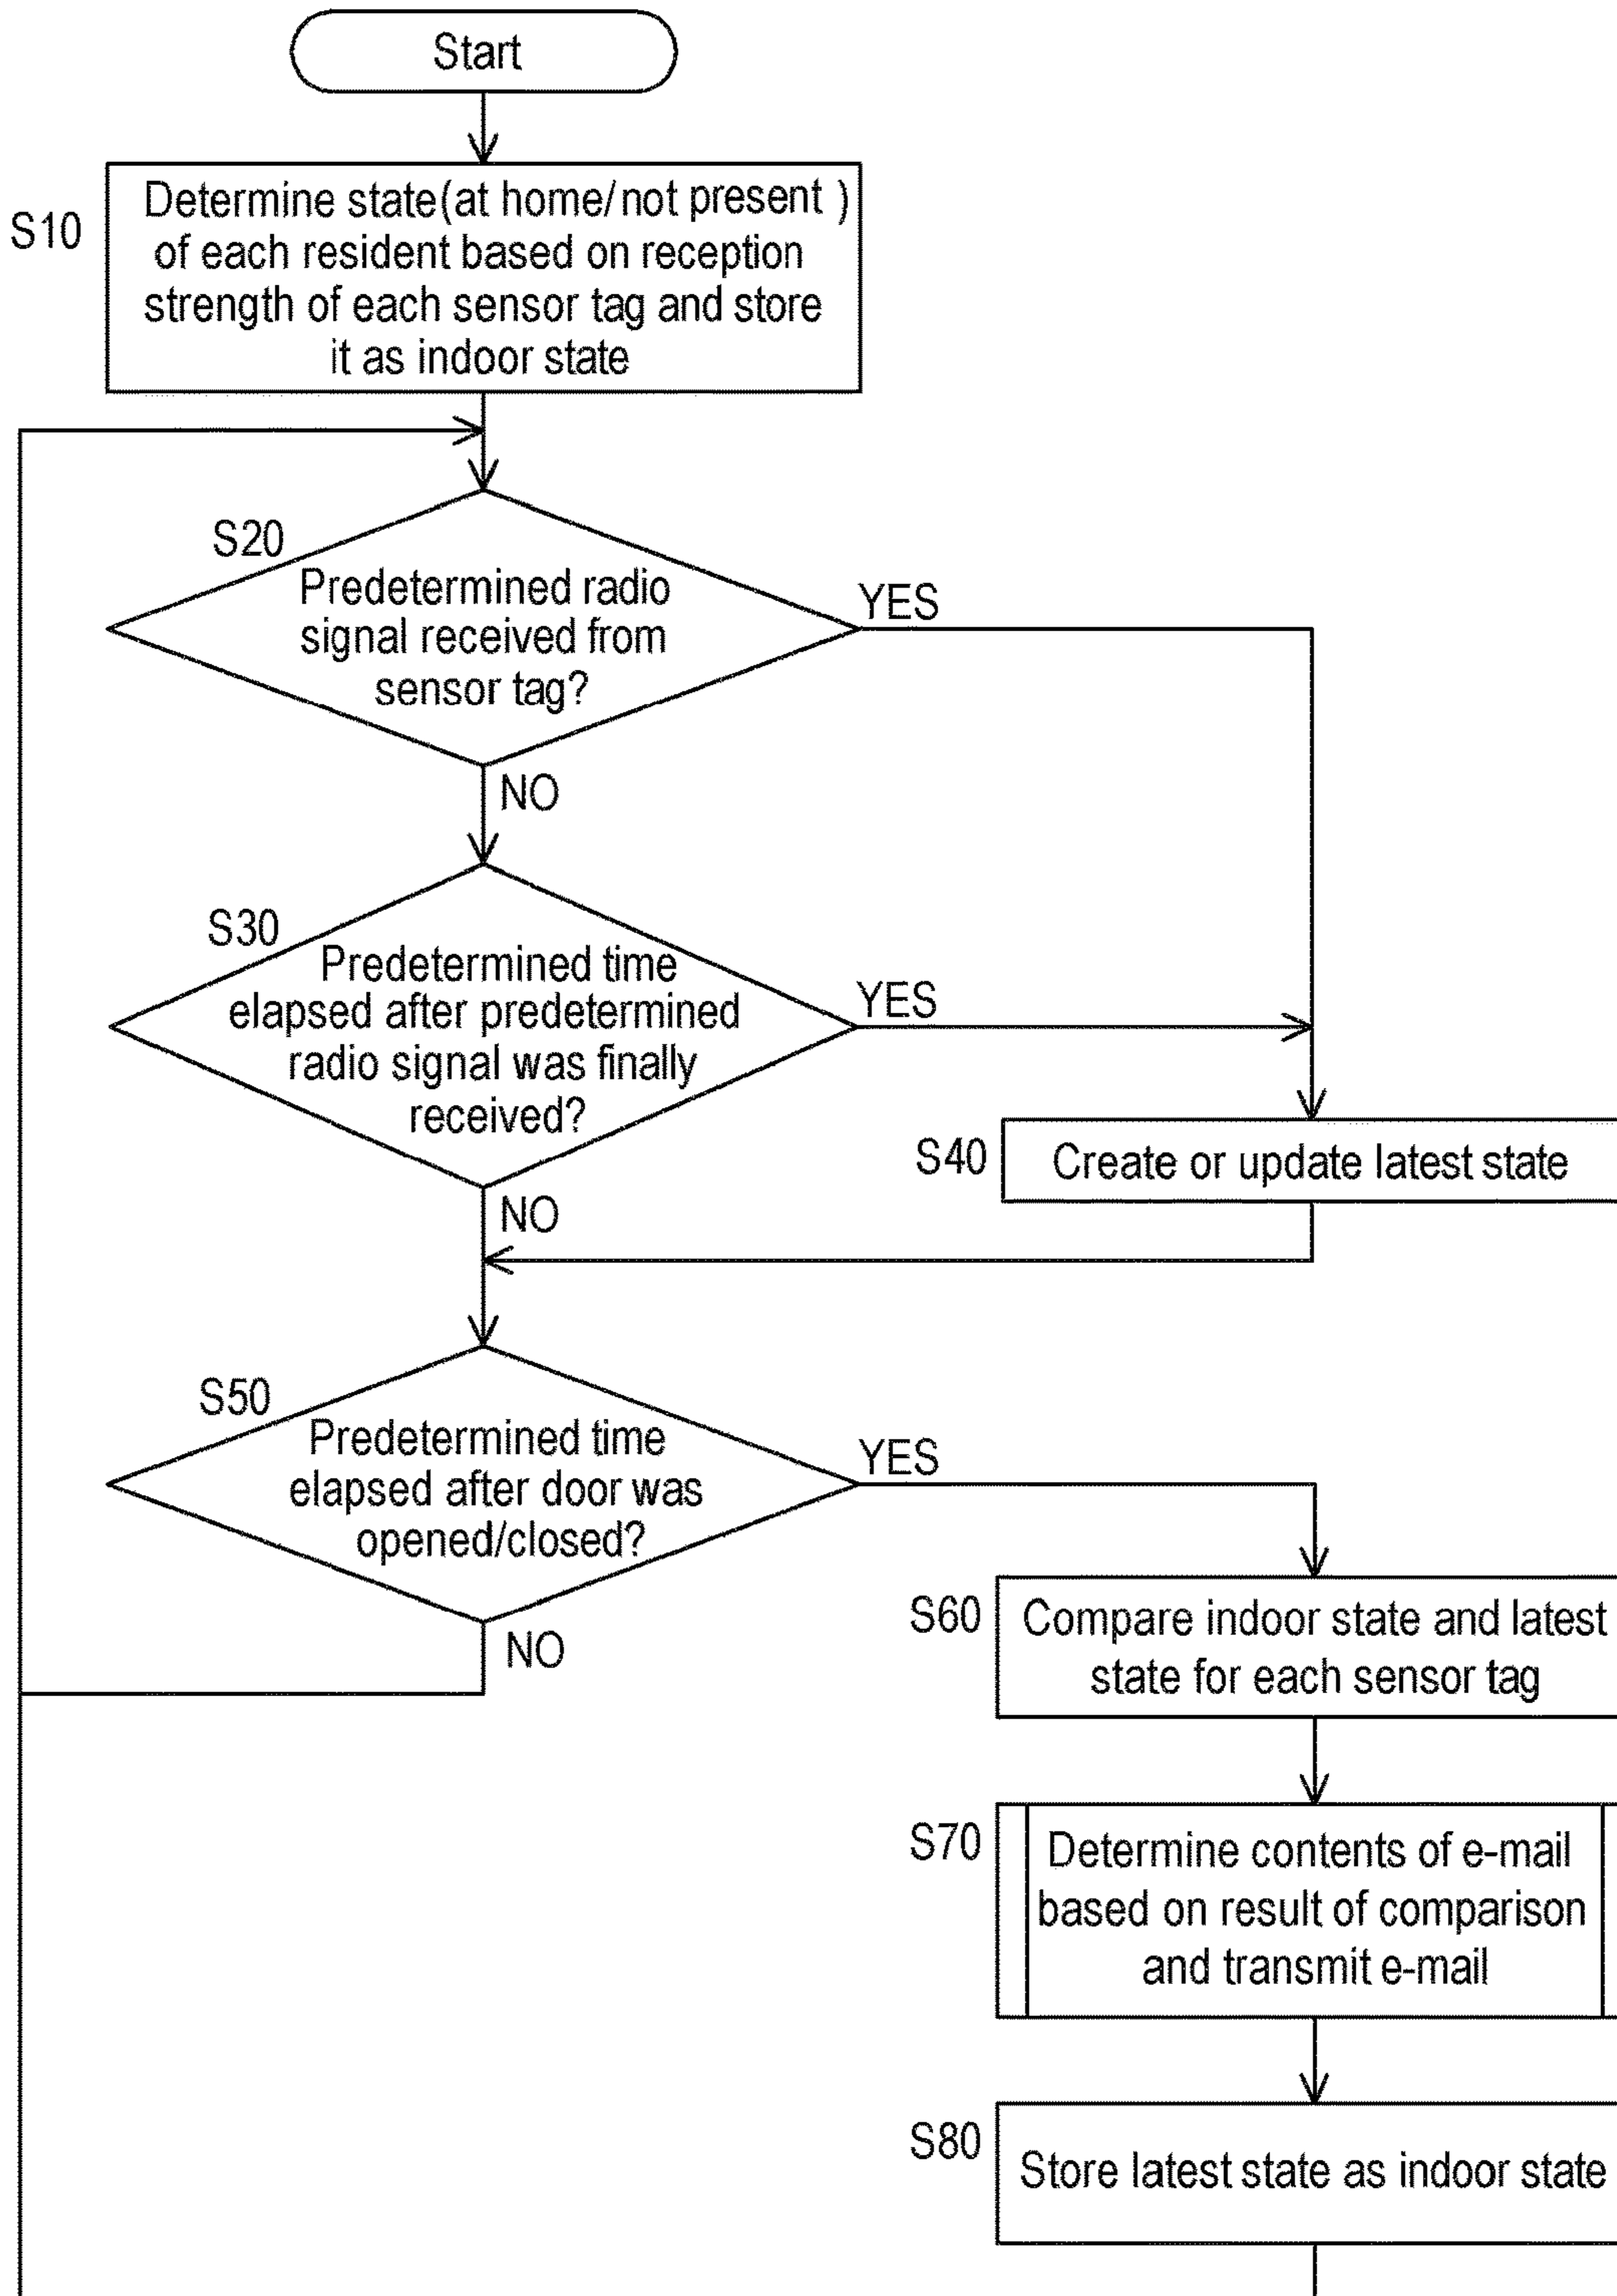 Start
S10
Determine state(at home/not present )
of each resident based on reception
strength of each sensor tag and store
it as indoor state
S20
Predetermined radio
signal received from
sensor tag?
YES
NO
S30
Predetermined time
elapsed after predetermined
radio signal was finally
received?
YES
NO
S40
Create or update latest state
S50
Predetermined time
elapsed after door was
opened/closed?
YES
NO
S60
Compare indoor state and latest
state for each sensor tag
S70
Determine contents of e-mail
based on result of comparison
and transmit e-mail
S80
Store latest state as indoor state